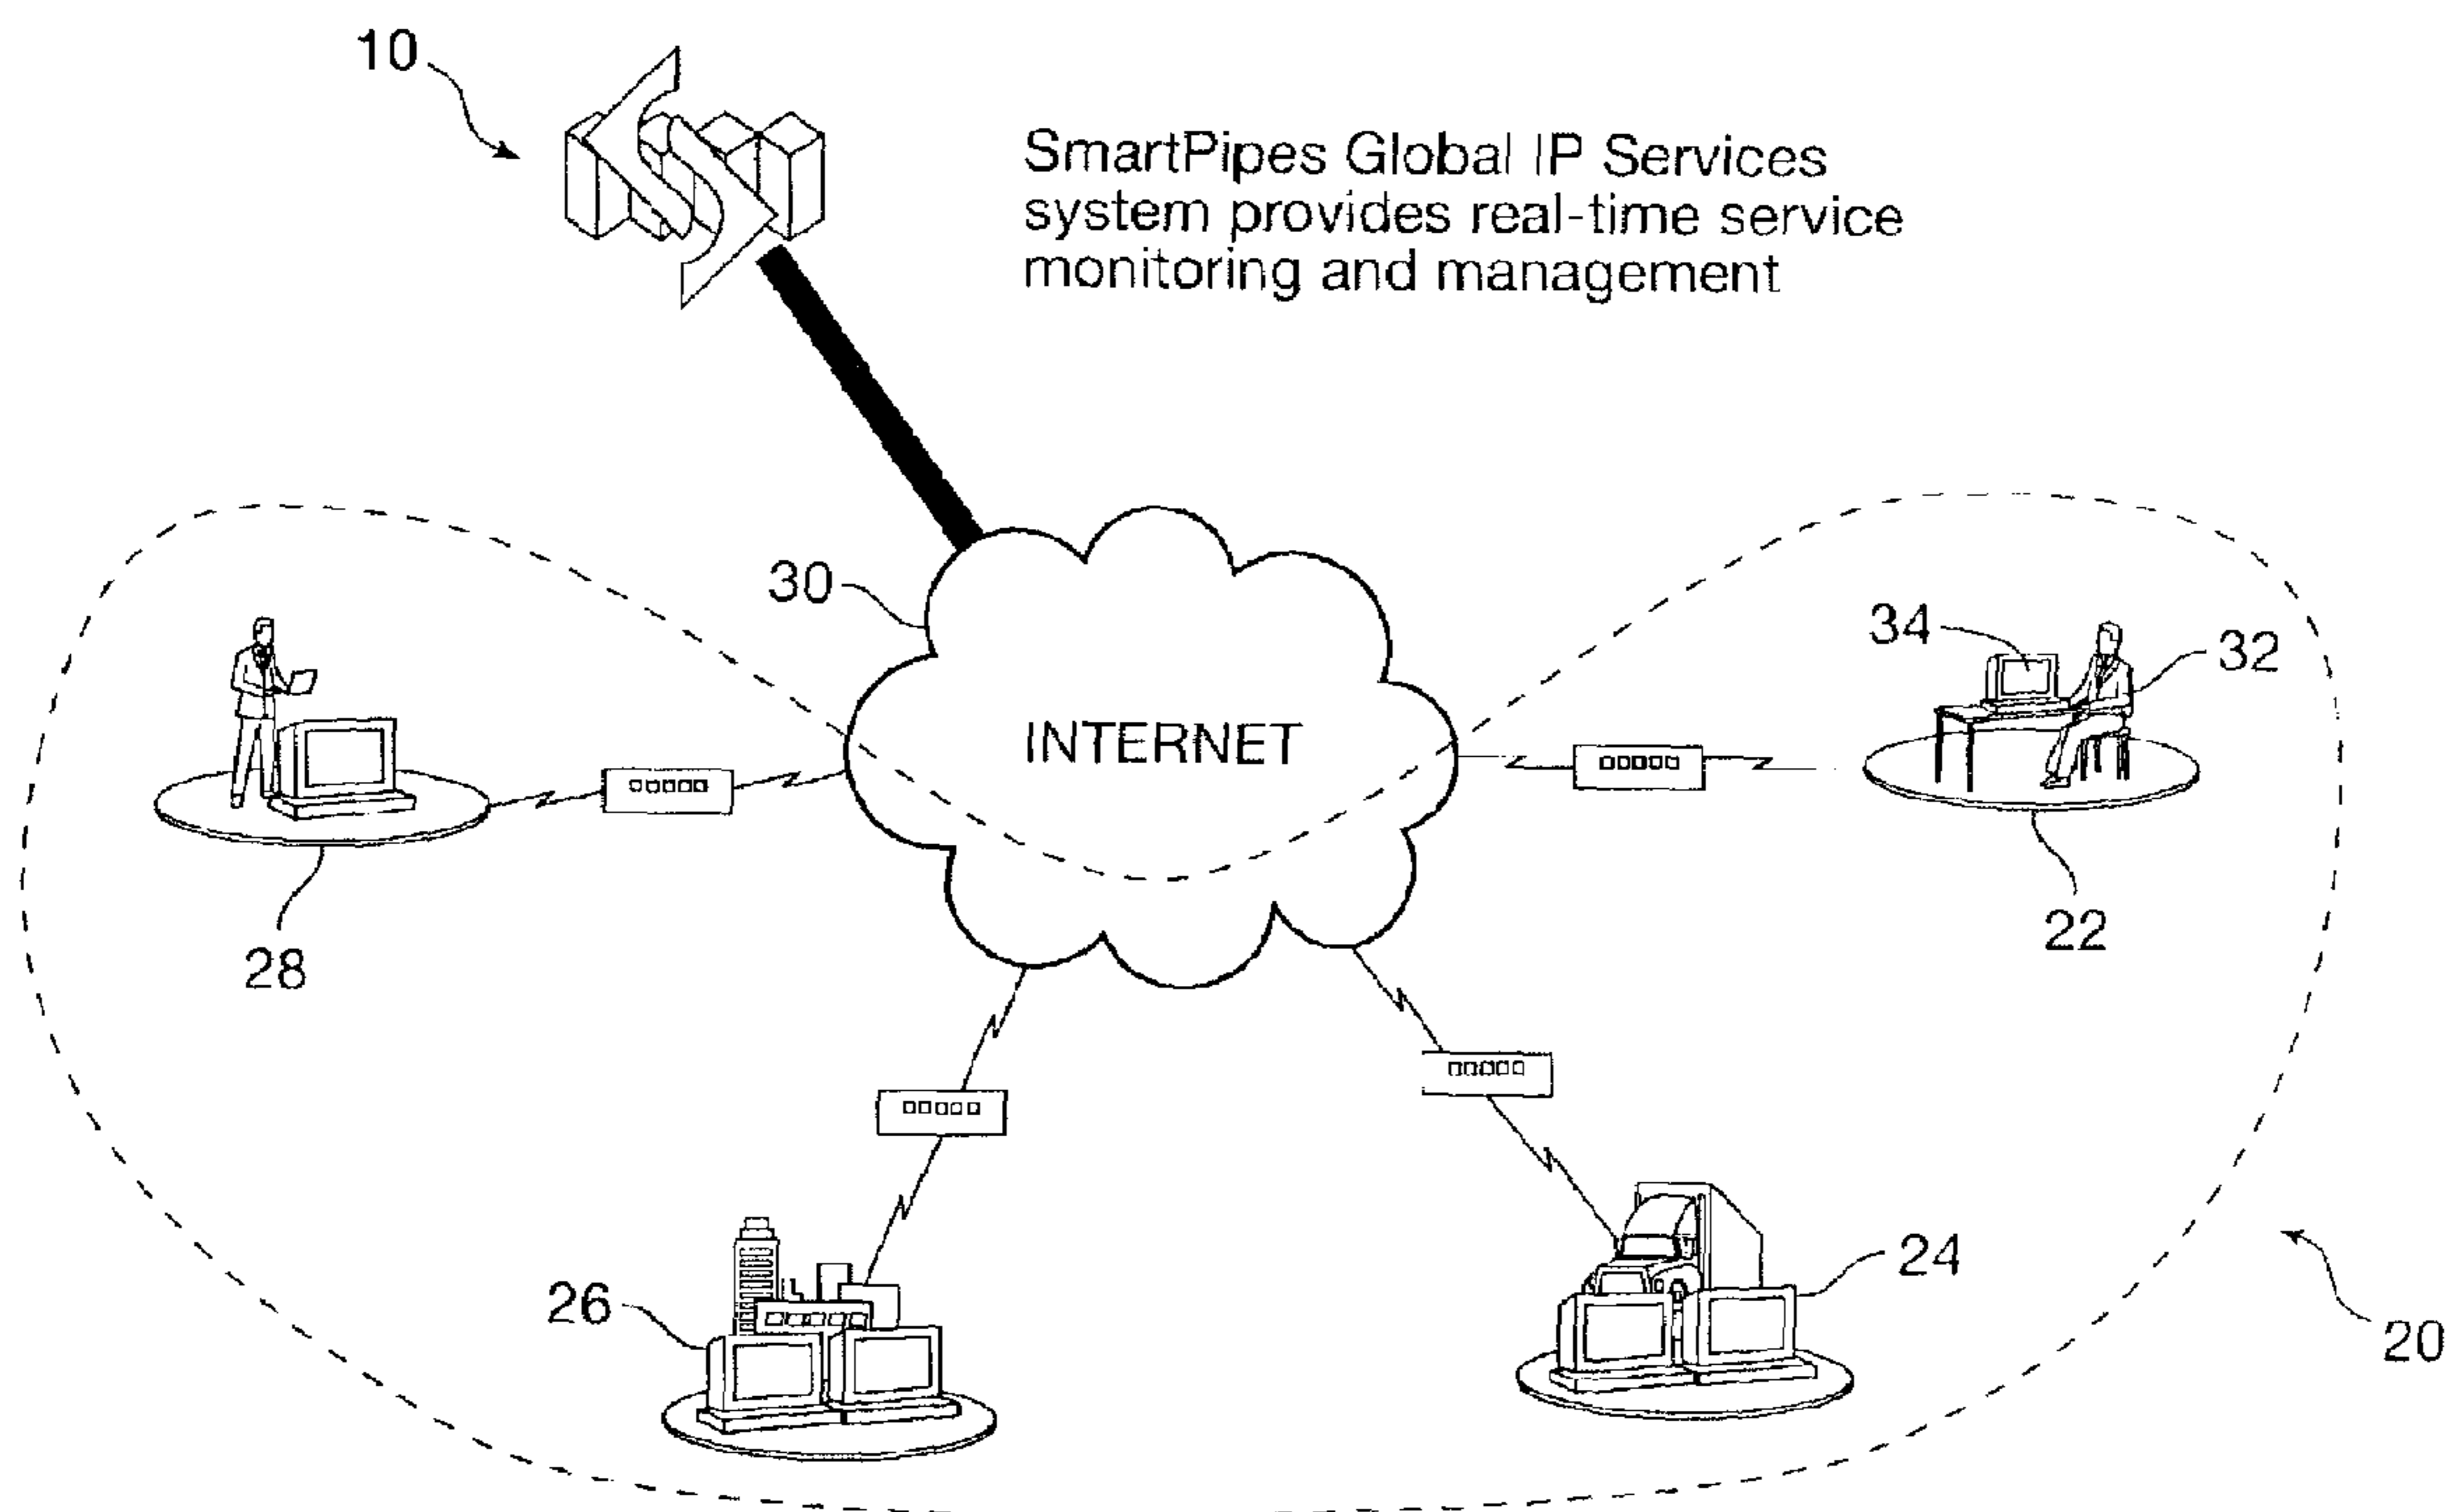 10
SmartPipes Global IP Services
system provides real-time service
monitoring and management
30
34
32
INTERNET
22
28
24
26
20